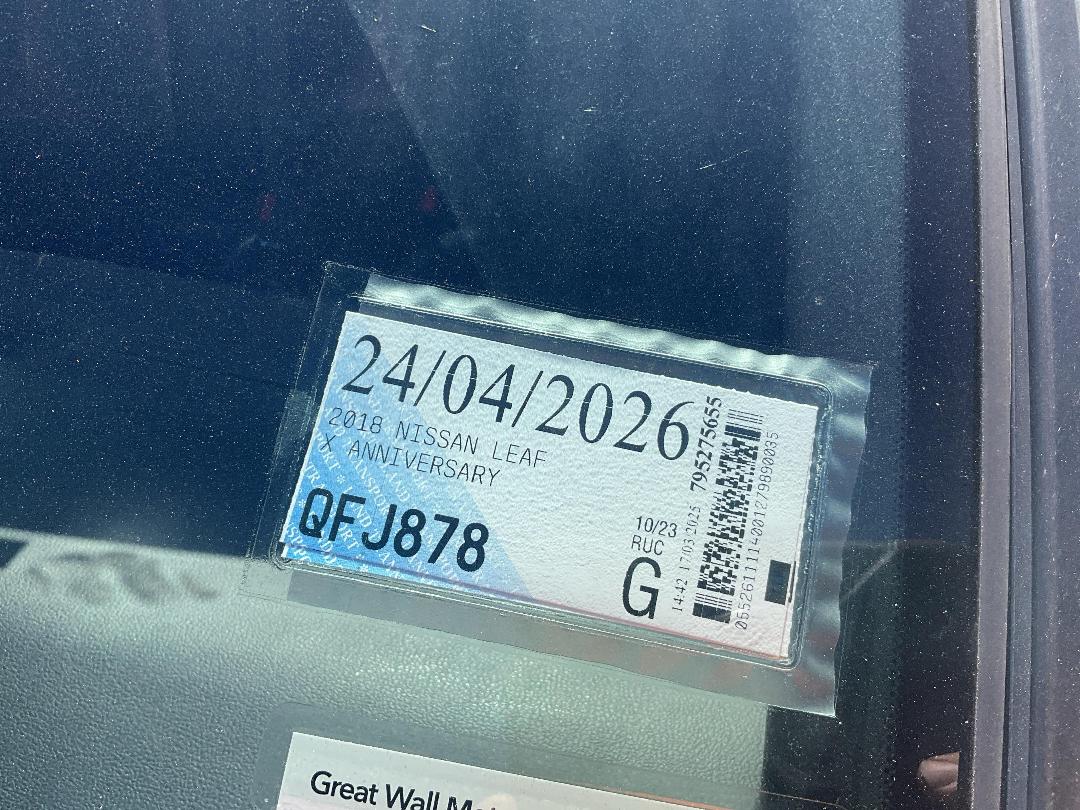 24/04/2026
2018 NISSAN LEAF
X ANNIVERSARY
QFJ878
10/23
RUC
G
14:42 17/03/2025
795275655
Great Wall